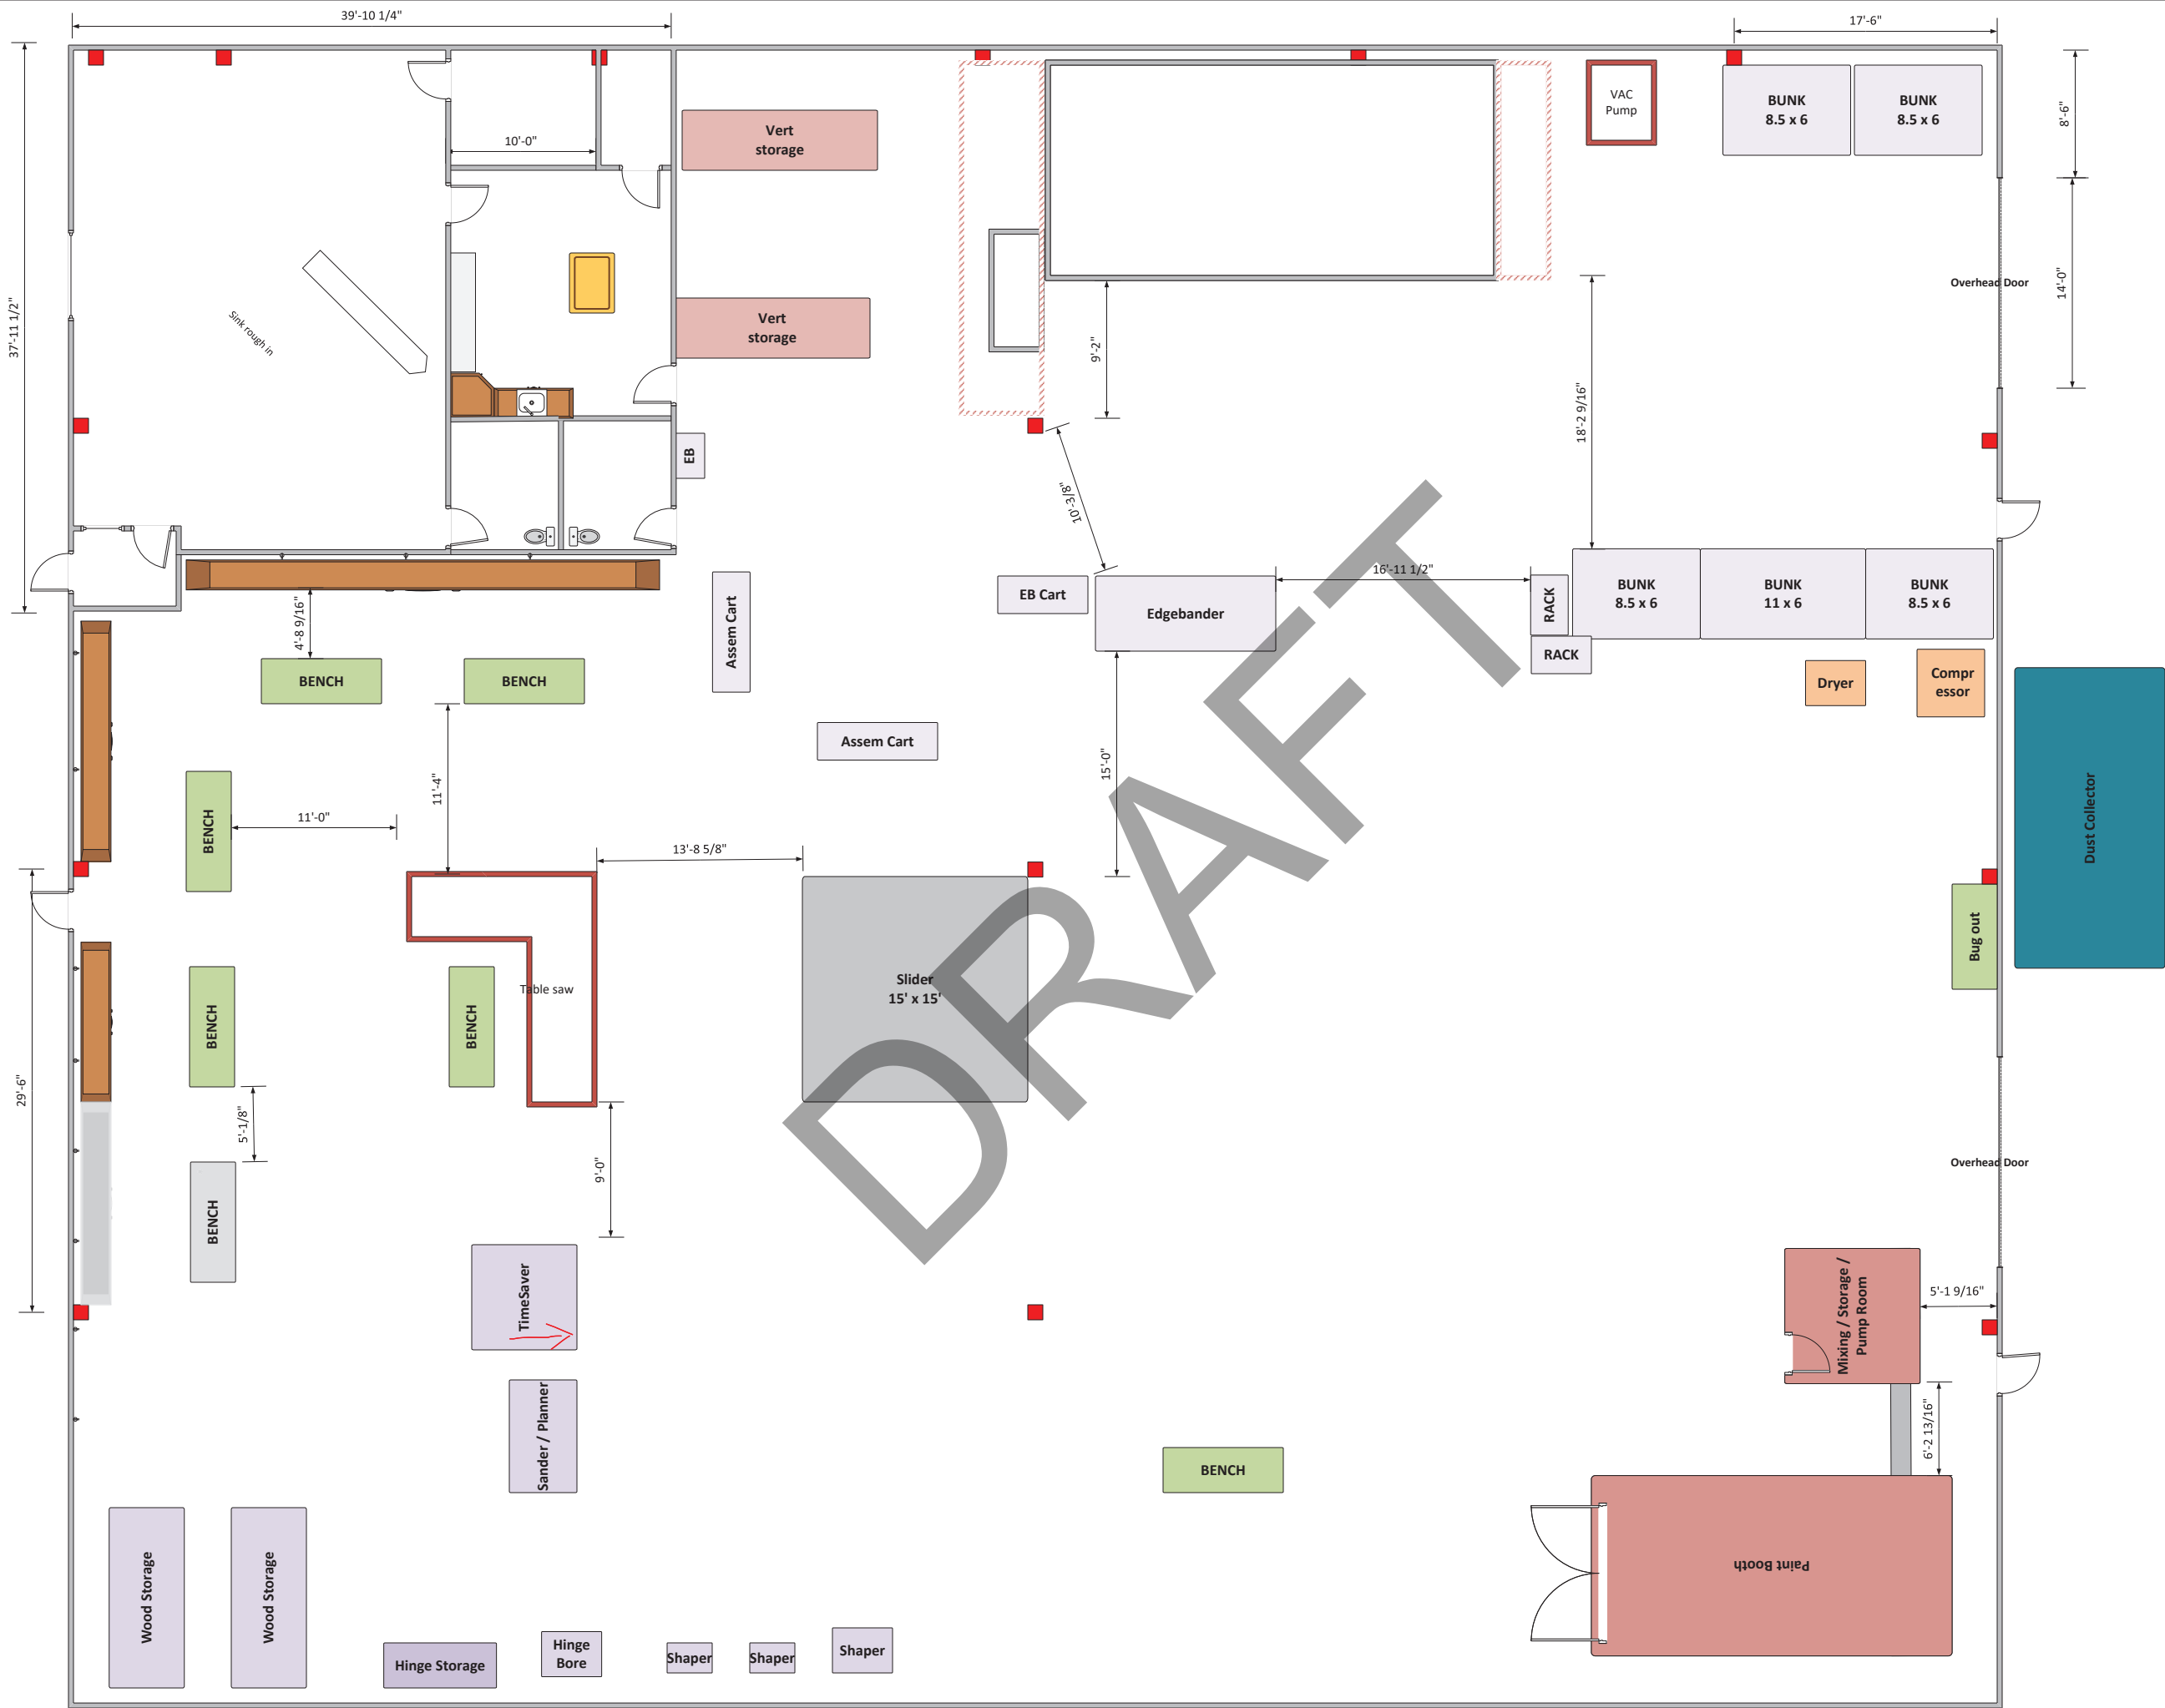 39'-10 1/4"
17'-6"
VAC
Pump
BUNK
8.5 x 6
BUNK
8.5 x 6
8'-6"
Vert
storage
10'-0"
Overhead Door
14'-0"
37'-11 1/2"
Sink rough in
Vert
storage
9'-2"
18'-2 9/16"
EB
10'-3/8"
16'-11 1/2"
EB Cart
Edgebander
RACK
BUNK
8.5 x 6
BUNK
11 x 6
BUNK
8.5 x 6
4'-8 9/16"
Assem Cart
RACK
BENCH
BENCH
Dryer
Compr
essor
Assem Cart
11'-4"
15'-0"
BENCH
11'-0"
13'-8 5/8"
Dust Collector
Bug out
Slider
15' x 15'
Table saw
BENCH
BENCH
DRAFT
29'-6"
5'-1/8"
9'-0"
Overhead Door
BENCH
TimeSaver
Mixing / Storage /
Pump Room
5'-1 9/16"
Sander / Planner
6'-2 13/16"
BENCH
Paint Booth
Wood Storage
Wood Storage
Hinge Storage
Hinge
Bore
Shaper
Shaper
Shaper